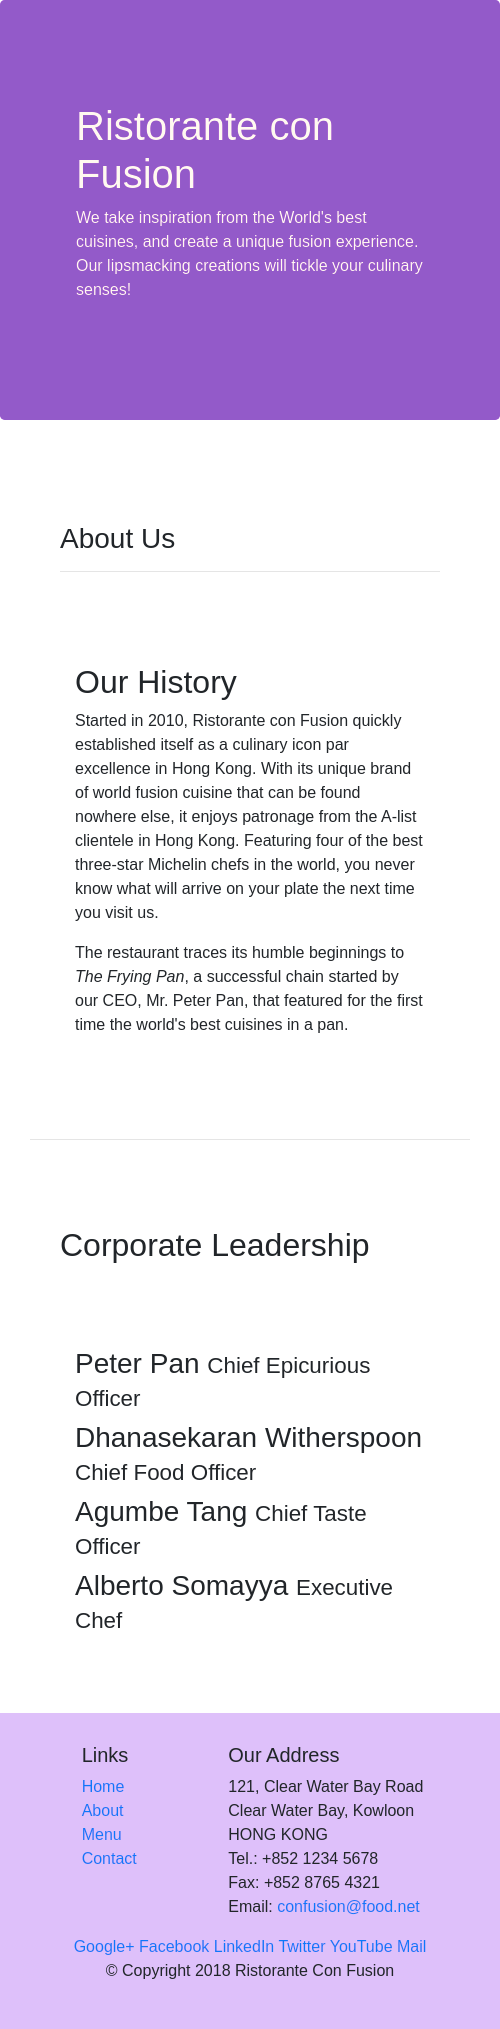 Ristorante con
Fusion
We take inspiration from the World's best
cuisines, and create a unique fusion experience.
Our lipsmacking creations will tickle your culinary
senses!
About Us
Our History
Started in 2010, Ristorante con Fusion quickly
established itself as a culinary icon par
excellence in Hong Kong. With its unique brand
of world fusion cuisine that can be found
nowhere else, it enjoys patronage from the A-list
clientele in Hong Kong. Featuring four of the best
three-star Michelin chefs in the world, you never
know what will arrive on your plate the next time
you visit us.
The restaurant traces its humble beginnings to
The Frying Pan, a successful chain started by
our CEO, Mr. Peter Pan, that featured for the first
time the world's best cuisines in a pan.
Corporate Leadership
Peter Pan Chief Epicurious
Officer
Dhanasekaran Witherspoon
Chief Food Officer
Agumbe Tang Chief Taste
Officer
Alberto Somayya Executive
Chef
Links
Home
About
Menu
Contact
Our Address
121, Clear Water Bay Road
Clear Water Bay, Kowloon
HONG KONG
Tel.: +852 1234 5678
Fax: +852 8765 4321
Email: confusion@food.net
Google+ Facebook LinkedIn Twitter YouTube Mail
© Copyright 2018 Ristorante Con Fusion